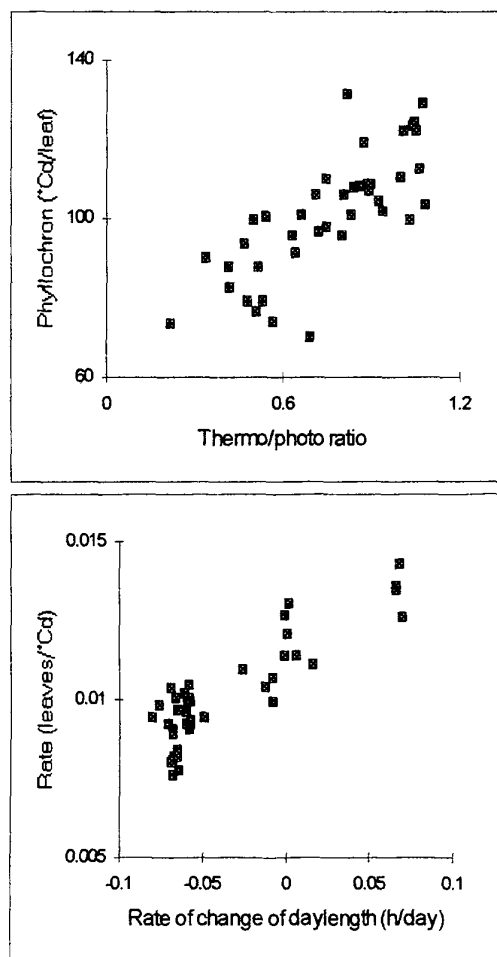 140
100
60
Phyllochron (°Cd/leaf)
0 0.6 1.2
Thermo/photo ratio
0.015
0.01
0.005
Rate (leaves/°Cd)
-0.1 -0.05 0 0.05 0.1
Rate of change of daylength (h/day)